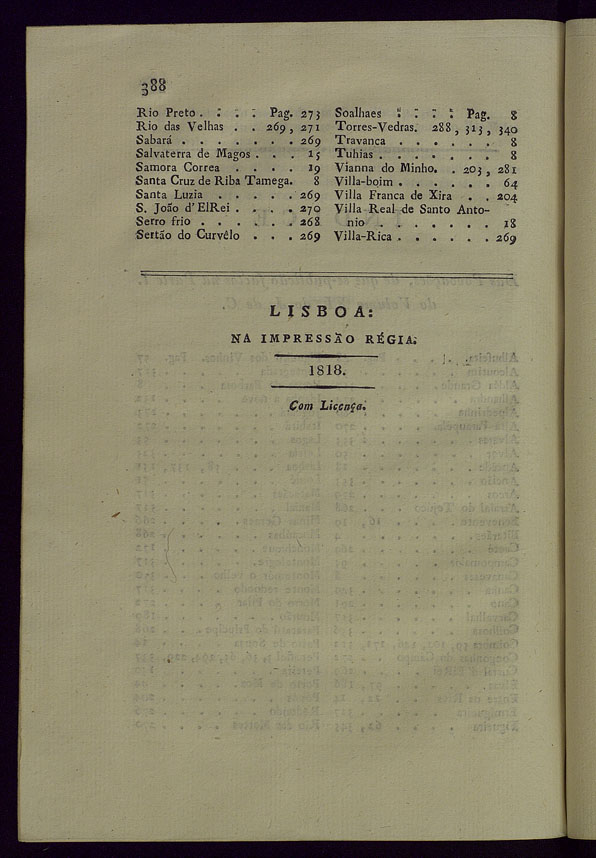 388
Rio Preto . . . . Pag. 273
Rio das Velhas . . 269, 271
Sabará . . . . . . . . 269
Salvaterra de Magos . . . 15
Samora Correa . . . . 19
Santa Cruz de Riba Tamega. 8
Santa Luzia . . . . . 269
S. João d'ElRei . . . . 270
Serro frio . . . . . . 268
Sertão do Curvêlo . . . 269
Soalhaes . . . . Pag. 8
Torres-Vedras. 288, 313, 340
Travanca . . . . . . 8
Tuhias . . . . . . . 8
Vianna do Minho. . 203, 281
Villa-boim . . . . . . 64
Villa Franca de Xira . . 204
Villa Real de Santo Anto-
nio . . . . . . . . 18
Villa-Rica . . . . . . 269
LISBOA:
NA IMPRESSÃO RÉGIA.
1818.
Com Licença.